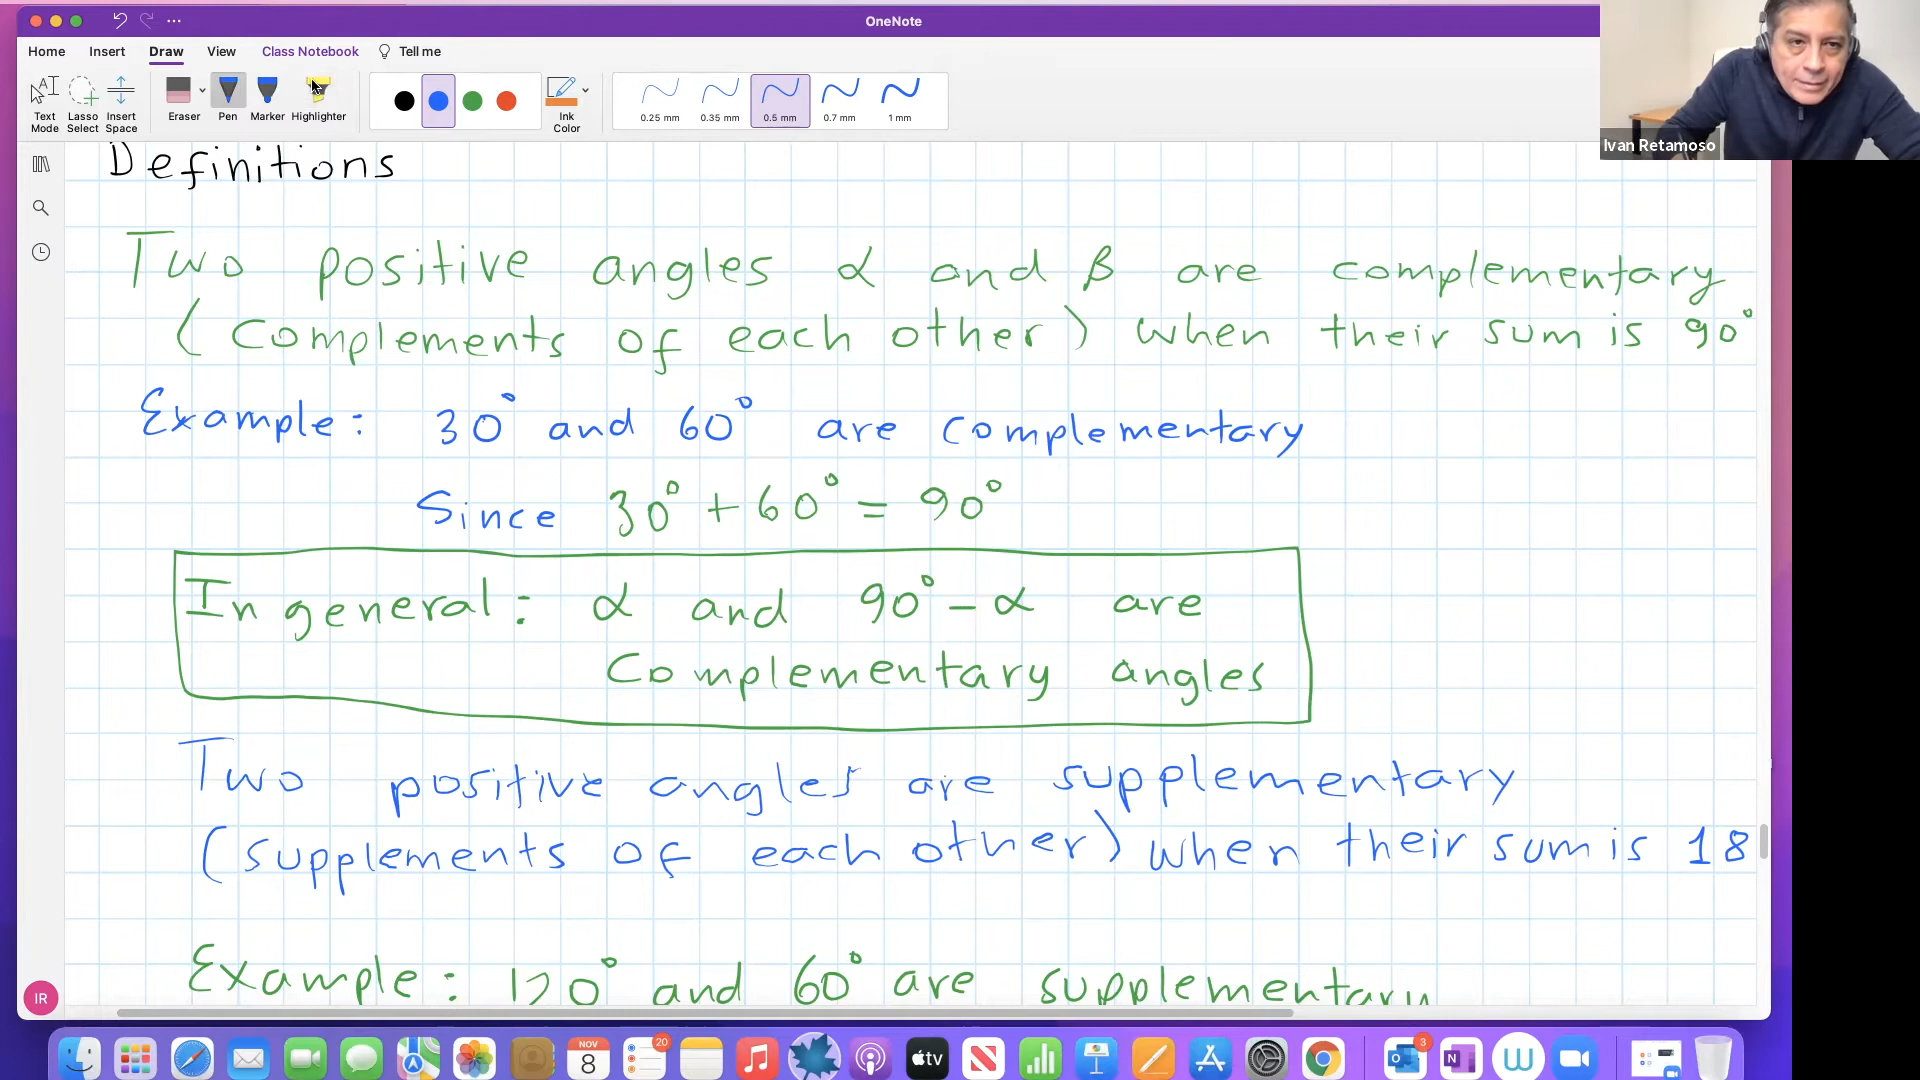 OneNote
Home Insert Draw View Class Notebook Tell me
Text Mode
Lasso Select
Insert Space
Eraser
Pen
Marker
Highlighter
Ink Color
0.25 mm
0.35 mm
0.5 mm
0.7 mm
1 mm
Ivan Retamoso
Definitions
Two positive angles α and β are complementary
(complements of each other) when their sum is 90°
Example: 30° and 60° are complementary
Since 30° + 60° = 90°
In general: α and 90° - α are
Complementary angles
Two positive angles are supplementary
(supplements of each other) when their sum is 18
Example: 120° and 60° are supplementary
IR
NOV
8
20
tv
3